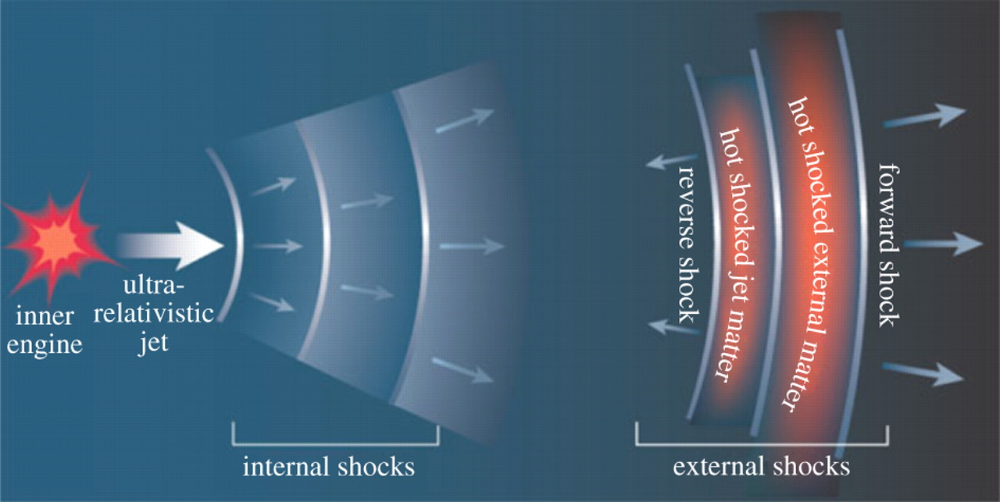 inner
engine
ultra-
relativistic
jet
internal shocks
reverse shock
hot shocked jet matter
hot shocked external matter
forward shock
external shocks